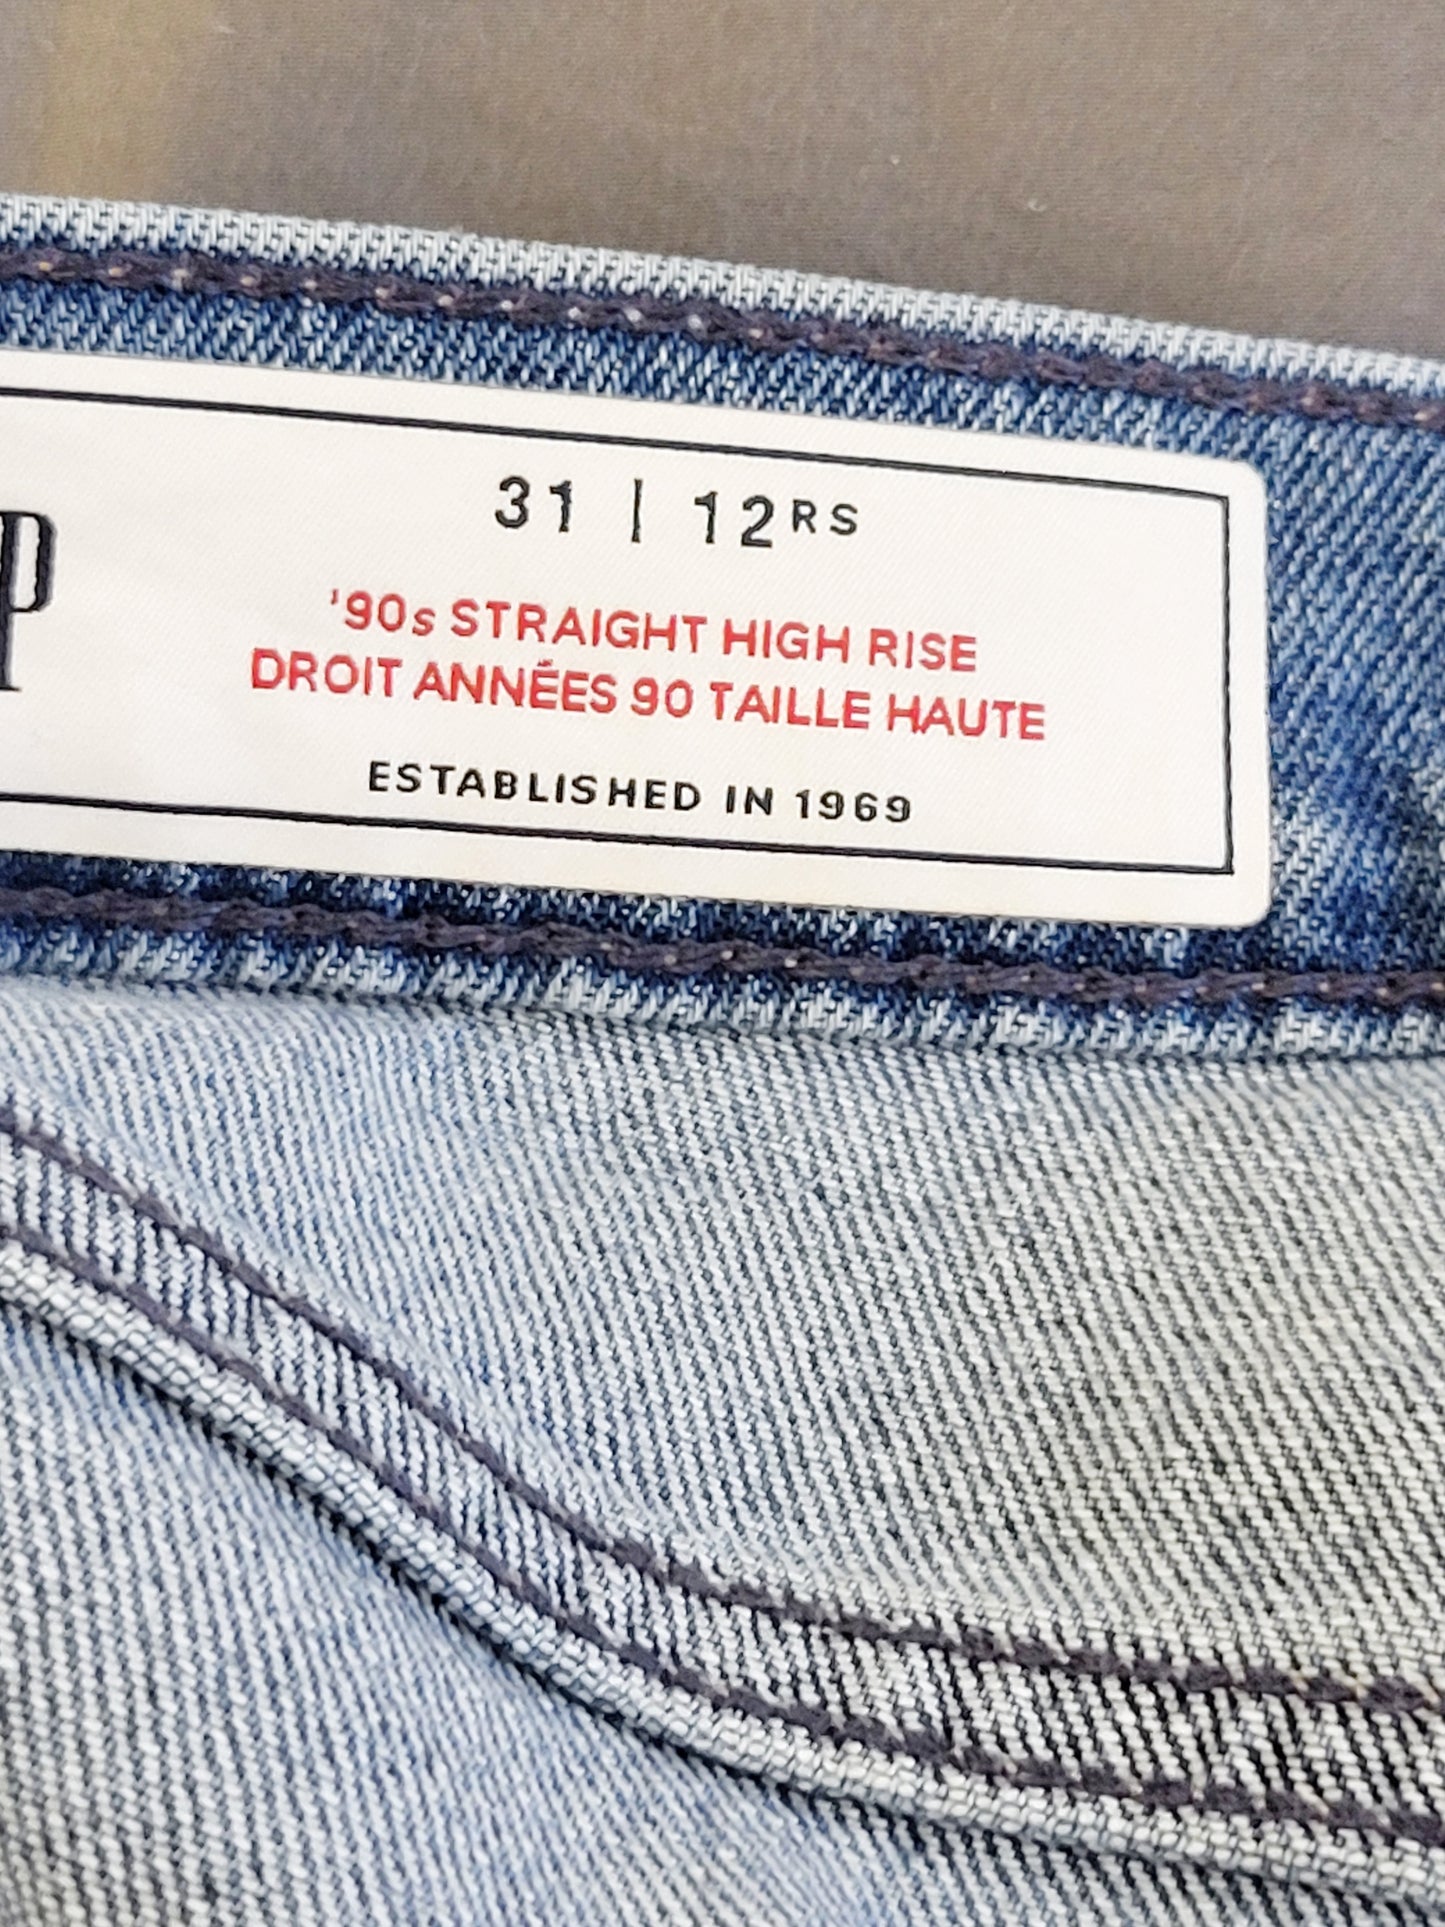 P
31 | 12RS
'90s STRAIGHT HIGH RISE
DROIT ANNÉES 90 TAILLE HAUTE
ESTABLISHED IN 1969